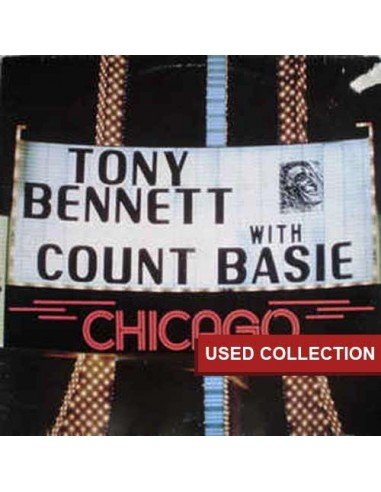 TONY
BENNETT
WITH
COUNT BASIE
CHICAGO
USED COLLECTION